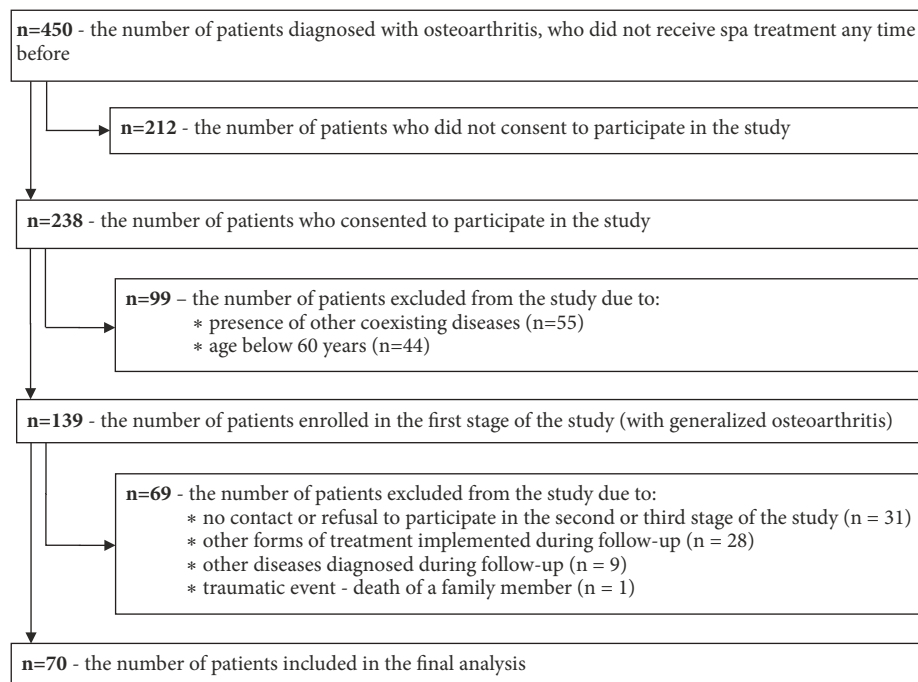 n=450 - the number of patients diagnosed with osteoarthritis, who did not receive spa treatment any time
before
n=212 - the number of patients who did not consent to participate in the study
n=238 - the number of patients who consented to participate in the study
n=99 – the number of patients excluded from the study due to:
∗ presence of other coexisting diseases (n=55)
∗ age below 60 years (n=44)
n=139 - the number of patients enrolled in the first stage of the study (with generalized osteoarthritis)
n=69 - the number of patients excluded from the study due to:
∗ no contact or refusal to participate in the second or third stage of the study (n = 31)
∗ other forms of treatment implemented during follow-up (n = 28)
∗ other diseases diagnosed during follow-up (n = 9)
∗ traumatic event - death of a family member (n = 1)
n=70 - the number of patients included in the final analysis